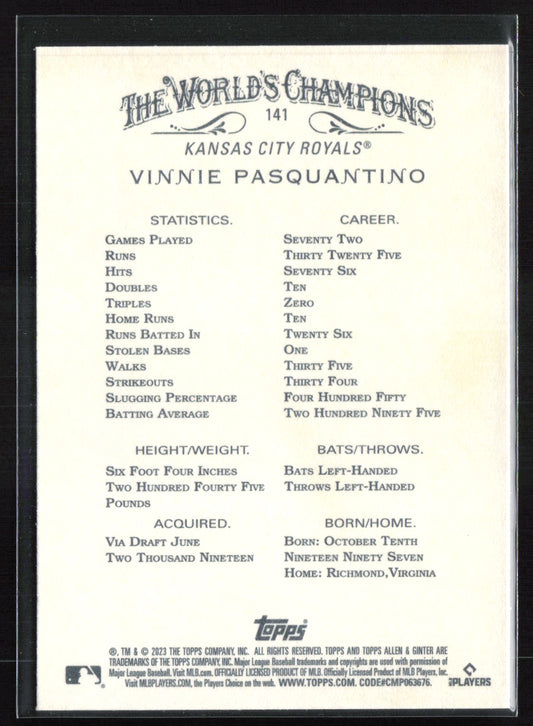 THE WORLD'S CHAMPIONS
141
KANSAS CITY ROYALS®
VINNIE PASQUANTINO
STATISTICS. CAREER.
GAMES PLAYED SEVENTY TWO
RUNS THIRTY TWENTY FIVE
HITS SEVENTY SIX
DOUBLES TEN
TRIPLES ZERO
HOME RUNS TEN
RUNS BATTED IN TWENTY SIX
STOLEN BASES ONE
WALKS THIRTY FIVE
STRIKEOUTS THIRTY FOUR
SLUGGING PERCENTAGE FOUR HUNDRED FIFTY
BATTING AVERAGE TWO HUNDRED NINETY FIVE
HEIGHT/WEIGHT. BATS/THROWS.
SIX FOOT FOUR INCHES BATS LEFT-HANDED
TWO HUNDRED FOURTY FIVE THROWS LEFT-HANDED
POUNDS
ACQUIRED. BORN/HOME.
VIA DRAFT JUNE BORN: OCTOBER TENTH
TWO THOUSAND NINETEEN NINETEEN NINETY SEVEN
HOME: RICHMOND,VIRGINIA
Topps®
®, TM & © 2023 THE TOPPS COMPANY, INC. ALL RIGHTS RESERVED. TOPPS AND TOPPS ALLEN & GINTER ARE
TRADEMARKS OF THE TOPPS COMPANY, INC. Major League Baseball trademarks and copyrights are used with permission of
Major League Baseball. Visit MLB.com. OFFICIALLY LICENSED PRODUCT OF MLB. Officially Licensed Product of MLB Players, Inc.
Visit MLBPLAYERS.COM, the Players Choice on the web. WWW.TOPPS.COM. CODE#CMP063676.
PLAYERS